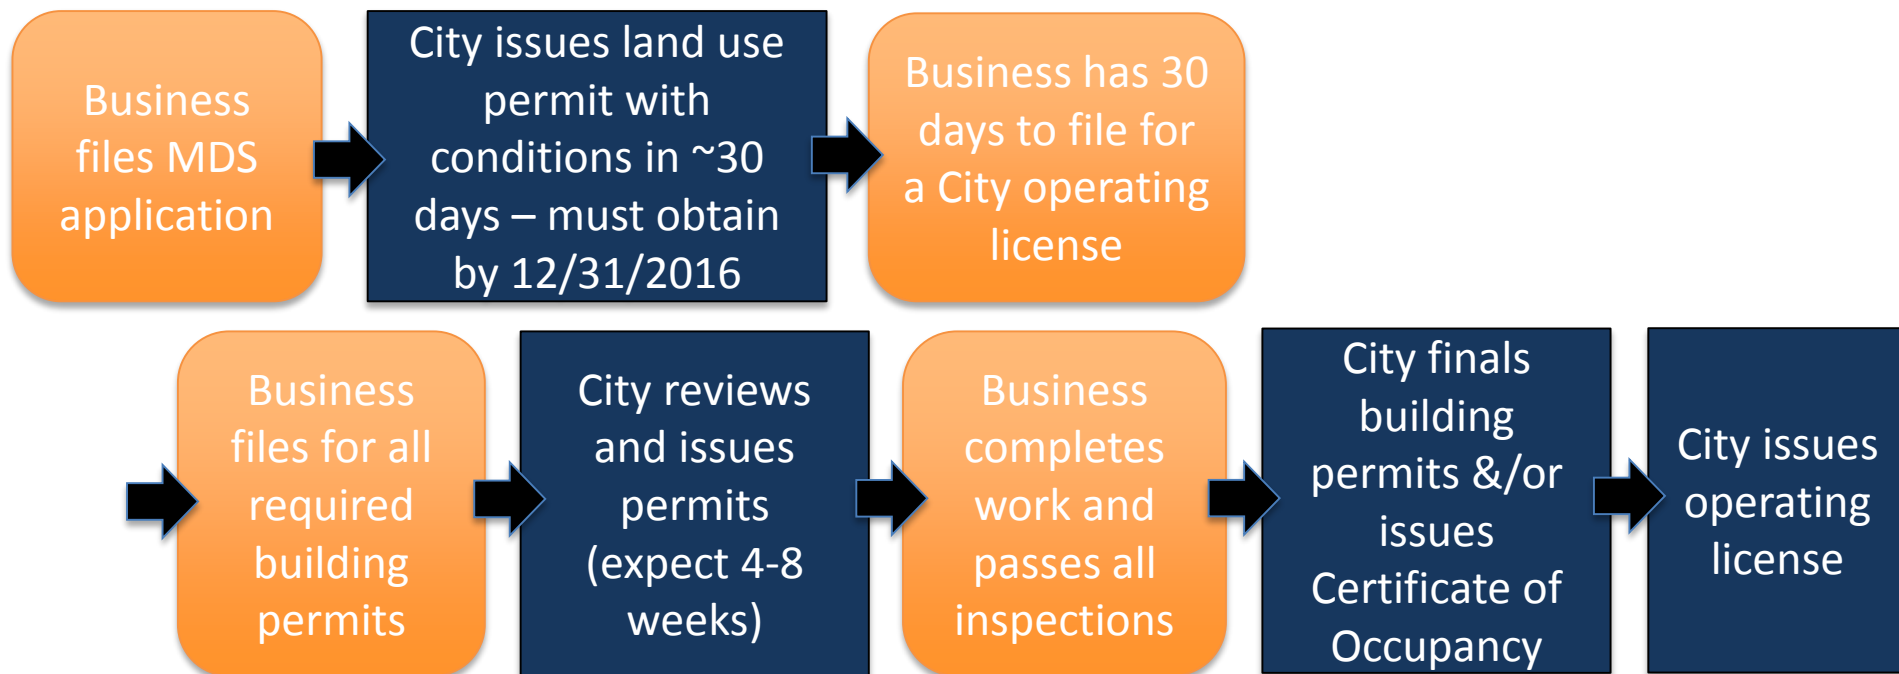 Business
files MDS
application
City issues land use
permit with
conditions in ~30
days – must obtain
by 12/31/2016
Business has 30
days to file for
a City operating
license
Business
files for all
required
building
permits
City reviews
and issues
permits
(expect 4-8
weeks)
Business
completes
work and
passes all
inspections
City finals
building
permits &/or
issues
Certificate of
Occupancy
City issues
operating
license